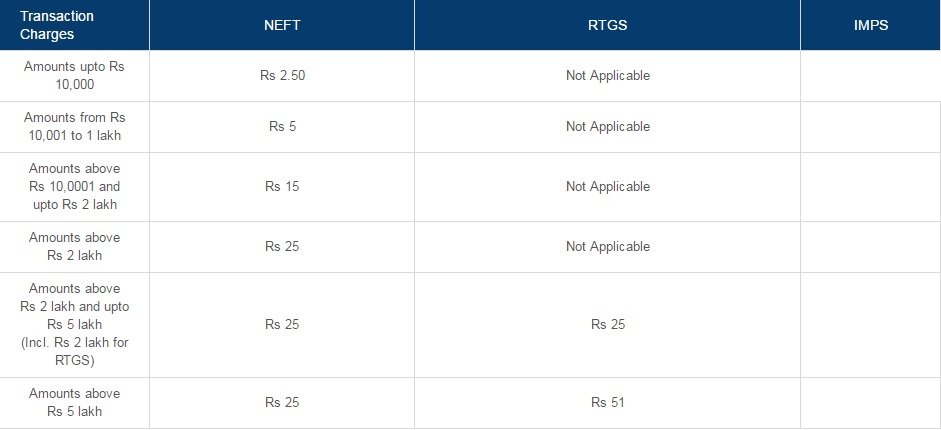 Transaction
Charges
NEFT
RTGS
IMPS
Amounts upto Rs
10,000
Rs 2.50
Not Applicable
Amounts from Rs
10,001 to 1 lakh
Rs 5
Not Applicable
Amounts above
Rs 10,0001 and
upto Rs 2 lakh
Rs 15
Not Applicable
Amounts above
Rs 2 lakh
Rs 25
Not Applicable
Amounts above
Rs 2 lakh and upto
Rs 5 lakh
(Incl. Rs 2 lakh for
RTGS)
Rs 25
Rs 25
Amounts above
Rs 5 lakh
Rs 25
Rs 51